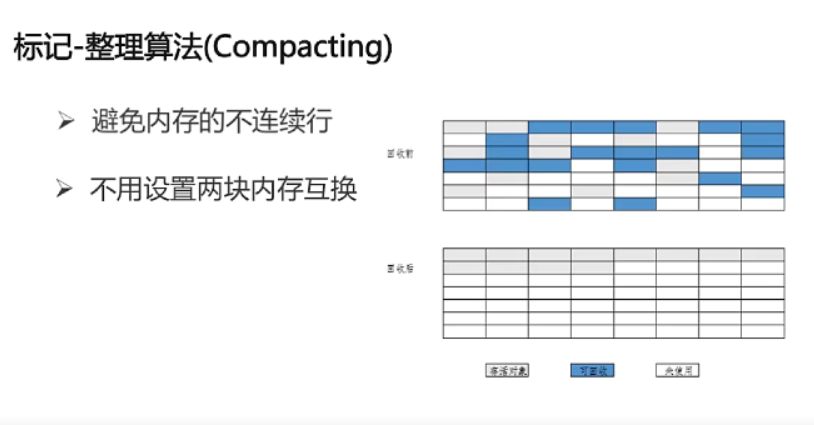 标记-整理算法(Compacting)
避免内存的不连续行
不用设置两块内存互换
回收前
回收后
存活对象
可回收
未使用